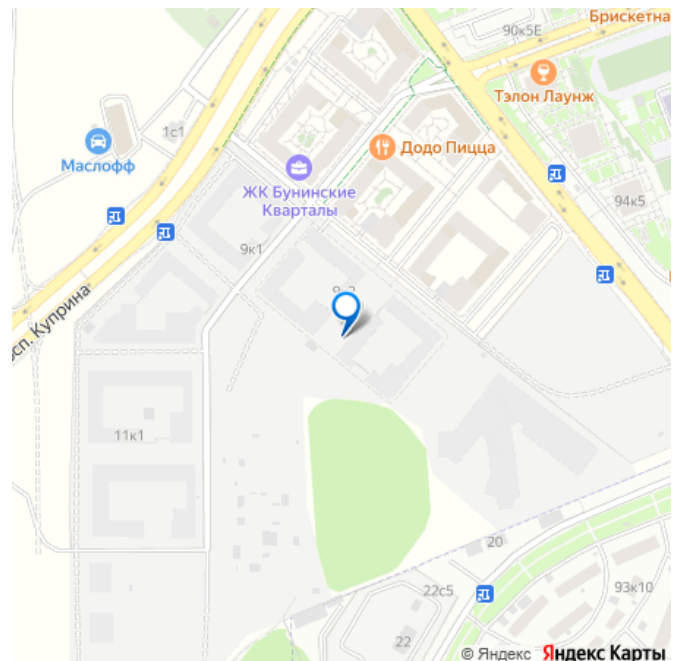 Брискетна
90к5Е
Тэлон Лаунж
1с1
Маслофф
Додо Пицца
ЖК Бунинские
Кварталы
94к5
9к1
осп. Куприна
11к1
20
22с5
93к10
22
© Яндекс Яндекс Карты